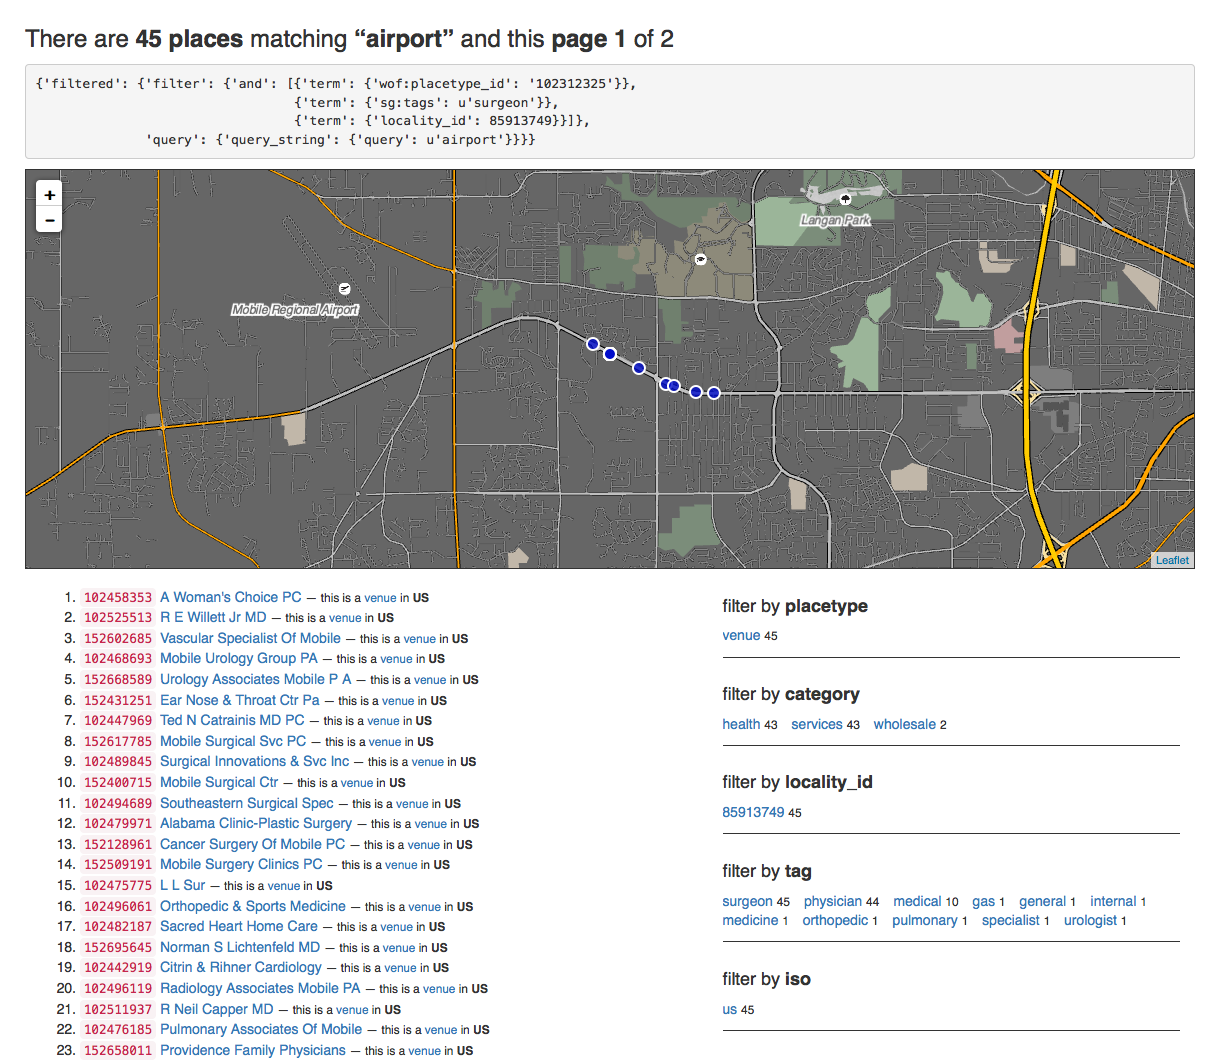 There are 45 places matching “airport” and this page 1 of 2
{'filtered': {'filter': {'and': [{'term': {'wof:placetype_id': '102312325'}},
{'term': {'sg:tags': u'surgeon'}},
{'term': {'locality_id': 85913749}}]},
'query': {'query_string': {'query': u'airport'}}}}
+
−
Langan Park
Mobile Regional Airport
Leaflet
1. 102458353 A Woman's Choice PC — this is a venue in US
2. 102525513 R E Willett Jr MD — this is a venue in US
3. 152602685 Vascular Specialist Of Mobile — this is a venue in US
4. 102468693 Mobile Urology Group PA — this is a venue in US
5. 152668589 Urology Associates Mobile P A — this is a venue in US
6. 152431251 Ear Nose & Throat Ctr Pa — this is a venue in US
7. 102447969 Ted N Catrainis MD PC — this is a venue in US
8. 152617785 Mobile Surgical Svc PC — this is a venue in US
9. 102489845 Surgical Innovations & Svc Inc — this is a venue in US
10. 152400715 Mobile Surgical Ctr — this is a venue in US
11. 102494689 Southeastern Surgical Spec — this is a venue in US
12. 102479971 Alabama Clinic-Plastic Surgery — this is a venue in US
13. 152128961 Cancer Surgery Of Mobile PC — this is a venue in US
14. 152509191 Mobile Surgery Clinics PC — this is a venue in US
15. 102475775 L L Sur — this is a venue in US
16. 102496061 Orthopedic & Sports Medicine — this is a venue in US
17. 102482187 Sacred Heart Home Care — this is a venue in US
18. 152695645 Norman S Lichtenfeld MD — this is a venue in US
19. 102442919 Citrin & Rihner Cardiology — this is a venue in US
20. 102496119 Radiology Associates Mobile PA — this is a venue in US
21. 102511937 R Neil Capper MD — this is a venue in US
22. 102476185 Pulmonary Associates Of Mobile — this is a venue in US
23. 152658011 Providence Family Physicians — this is a venue in US
filter by placetype
venue 45
filter by category
health 43 services 43 wholesale 2
filter by locality_id
85913749 45
filter by tag
surgeon 45 physician 44 medical 10 gas 1 general 1 internal 1
medicine 1 orthopedic 1 pulmonary 1 specialist 1 urologist 1
filter by iso
us 45